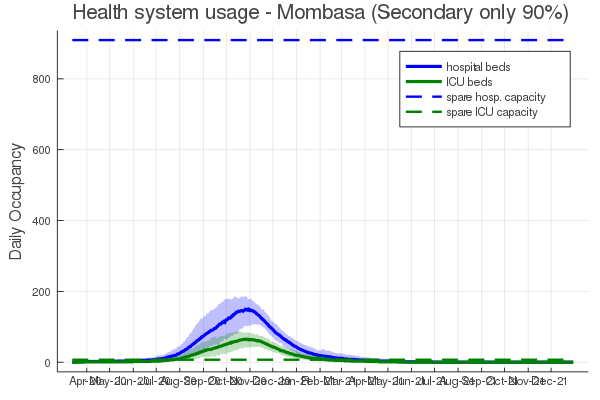 Health system usage - Mombasa (Secondary only 90%)
hospital beds
ICU beds
spare hosp. capacity
spare ICU capacity
Daily Occupancy
800
600
400
200
0
Apr-20 May-20 Jun-20 Jul-20 Aug-20 Sep-20 Oct-20 Nov-20 Dec-20 Jan-21 Feb-21 Mar-21 Apr-21 May-21 Jun-21 Jul-21 Aug-21 Sep-21 Oct-21 Nov-21 Dec-21